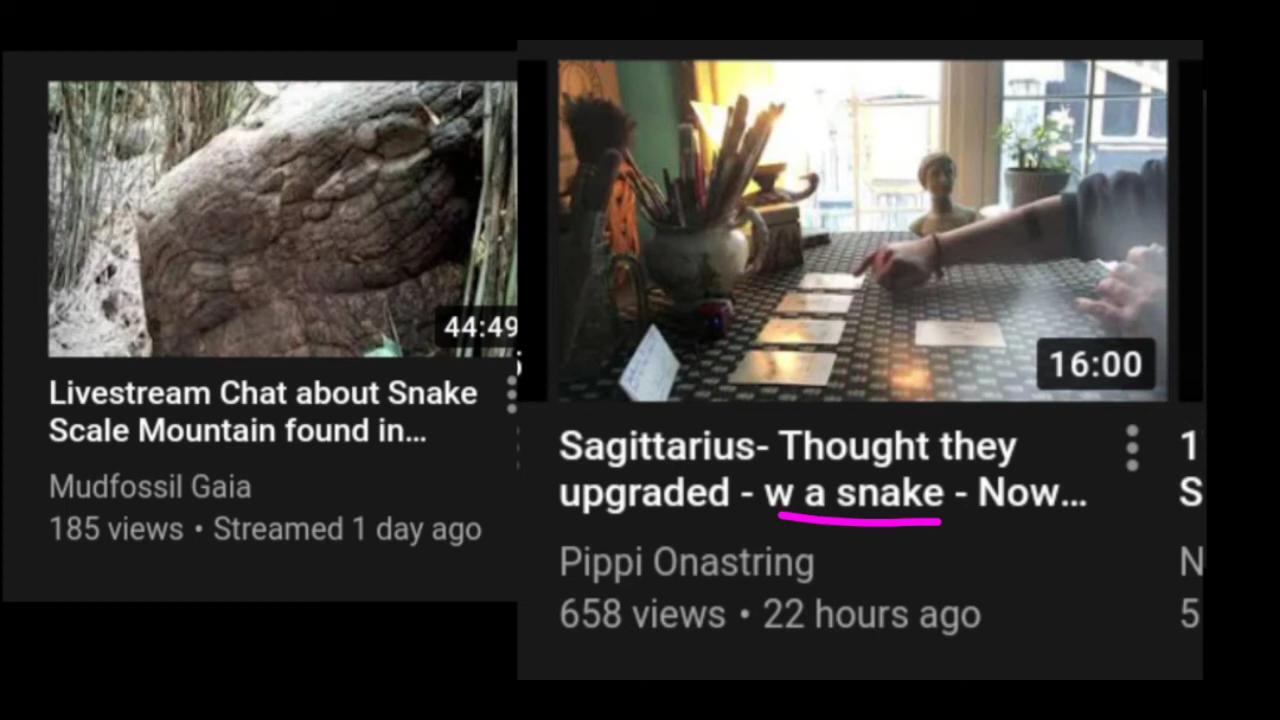 44:49
Livestream Chat about Snake
Scale Mountain found in...
Mudfossil Gaia
185 views • Streamed 1 day ago
16:00
Sagittarius- Thought they
upgraded - w a snake - Now...
Pippi Onastring
658 views • 22 hours ago
1
S
N
5